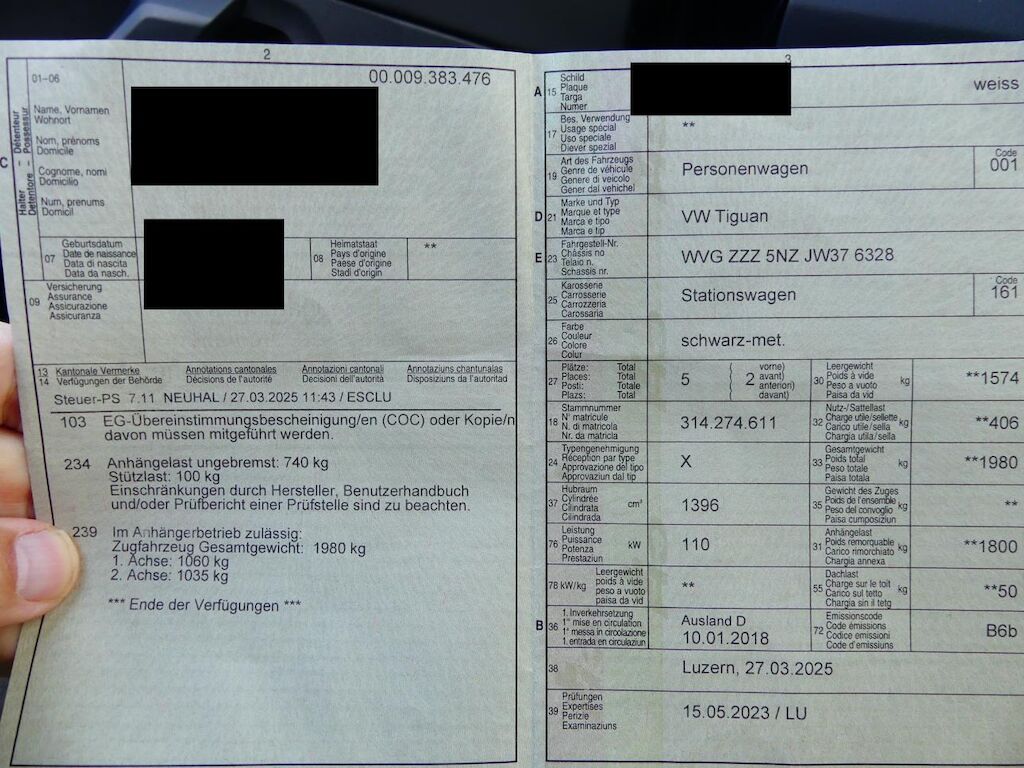 2
01–06
00.009.383.476
C
Halter – Détenteur
Detentore – Possessur
Name, Vornamen
Wohnort
Nom, prénoms
Domicile
Cognome, nomi
Domicilio
Num, prenums
Domicil
07
Geburtsdatum
Date de naissance
Data di nascita
Data da nasch.
08
Heimatstaat
Pays d'origine
Paese d'origine
Stadi d'origin
**
09
Versicherung
Assurance
Assicurazione
Assicuranza
13 Kantonale Vermerke Annotations cantonales Annotazioni cantonali Annotaziuns chantunalas
14 Verfügungen der Behörde Décisions de l'autorité Decisioni dell'autorità Disposiziuns da l'autoritad
Steuer-PS 7.11 NEUHAL / 27.03.2025 11:43 / ESCLU
103 EG-Übereinstimmungsbescheinigung/en (COC) oder Kopie/n
davon müssen mitgeführt werden.
234 Anhängelast ungebremst: 740 kg
Stützlast: 100 kg
Einschränkungen durch Hersteller, Benutzerhandbuch
und/oder Prüfbericht einer Prüfstelle sind zu beachten.
239 Im Anhängerbetrieb zulässig:
Zugfahrzeug Gesamtgewicht: 1980 kg
1. Achse: 1060 kg
2. Achse: 1035 kg
*** Ende der Verfügungen ***
3
A 15
Schild
Plaque
Targa
Numer
weiss
17
Bes. Verwendung
Usage spécial
Uso speciale
Diever spezial
**
19
Art des Fahrzeugs
Genre de véhicule
Genere di veicolo
Gener dal vehichel
Personenwagen
Code
001
D 21
Marke und Typ
Marque et type
Marca e tipo
Marca e tip
VW Tiguan
E 23
Fahrgestell-Nr.
Châssis no
Telaio n.
Schassis nr.
WVG ZZZ 5NZ JW37 6328
25
Karosserie
Carrosserie
Carrozzeria
Carossaria
Stationswagen
Code
161
26
Farbe
Couleur
Colore
Colur
schwarz-met.
27
Plätze: Total
Places: Total
Posti: Totale
Plazs: Total
5
( 2
vorne)
avant)
anteriori)
davant)
30
Leergewicht
Poids à vide
Peso a vuoto
Paisa da vid
kg
**1574
18
Stammnummer
N° matricule
N. di matricola
Nr. da matricla
314.274.611
32
Nutz-/Sattellast
Charge utile/sellette
Carico utile/sella
Chargia utila/sella
kg
**406
24
Typengenehmigung
Réception par type
Approvazione del tipo
Approvaziun dal tip
X
33
Gesamtgewicht
Poids total
Peso totale
Paisa totala
kg
**1980
37
Hubraum
Cylindrée
Cilindrata
Cilindrada
cm³
1396
35
Gewicht des Zuges
Poids de l'ensemble
Peso del convoglio
Paisa cumposiziun
kg
**
76
Leistung
Puissance
Potenza
Prestaziun
kW
110
31
Anhängelast
Poids remorquable
Carico rimorchiato
Chargia annexa
kg
**1800
78 kW/kg
Leergewicht
poids à vide
peso a vuoto
paisa da vid
**
55
Dachlast
Charge sur le toit
Carico sul tetto
Chargia sin il tetg
kg
**50
B 36
1. Inverkehrsetzung
1re mise en circulation
1a messa in circolazione
1. entrada en circulaziun
Ausland D
10.01.2018
72
Emissionscode
Code émissions
Codice emissioni
Code d'emissiuns
B6b
38
Luzern, 27.03.2025
39
Prüfungen
Expertises
Perizie
Examinaziuns
15.05.2023 / LU